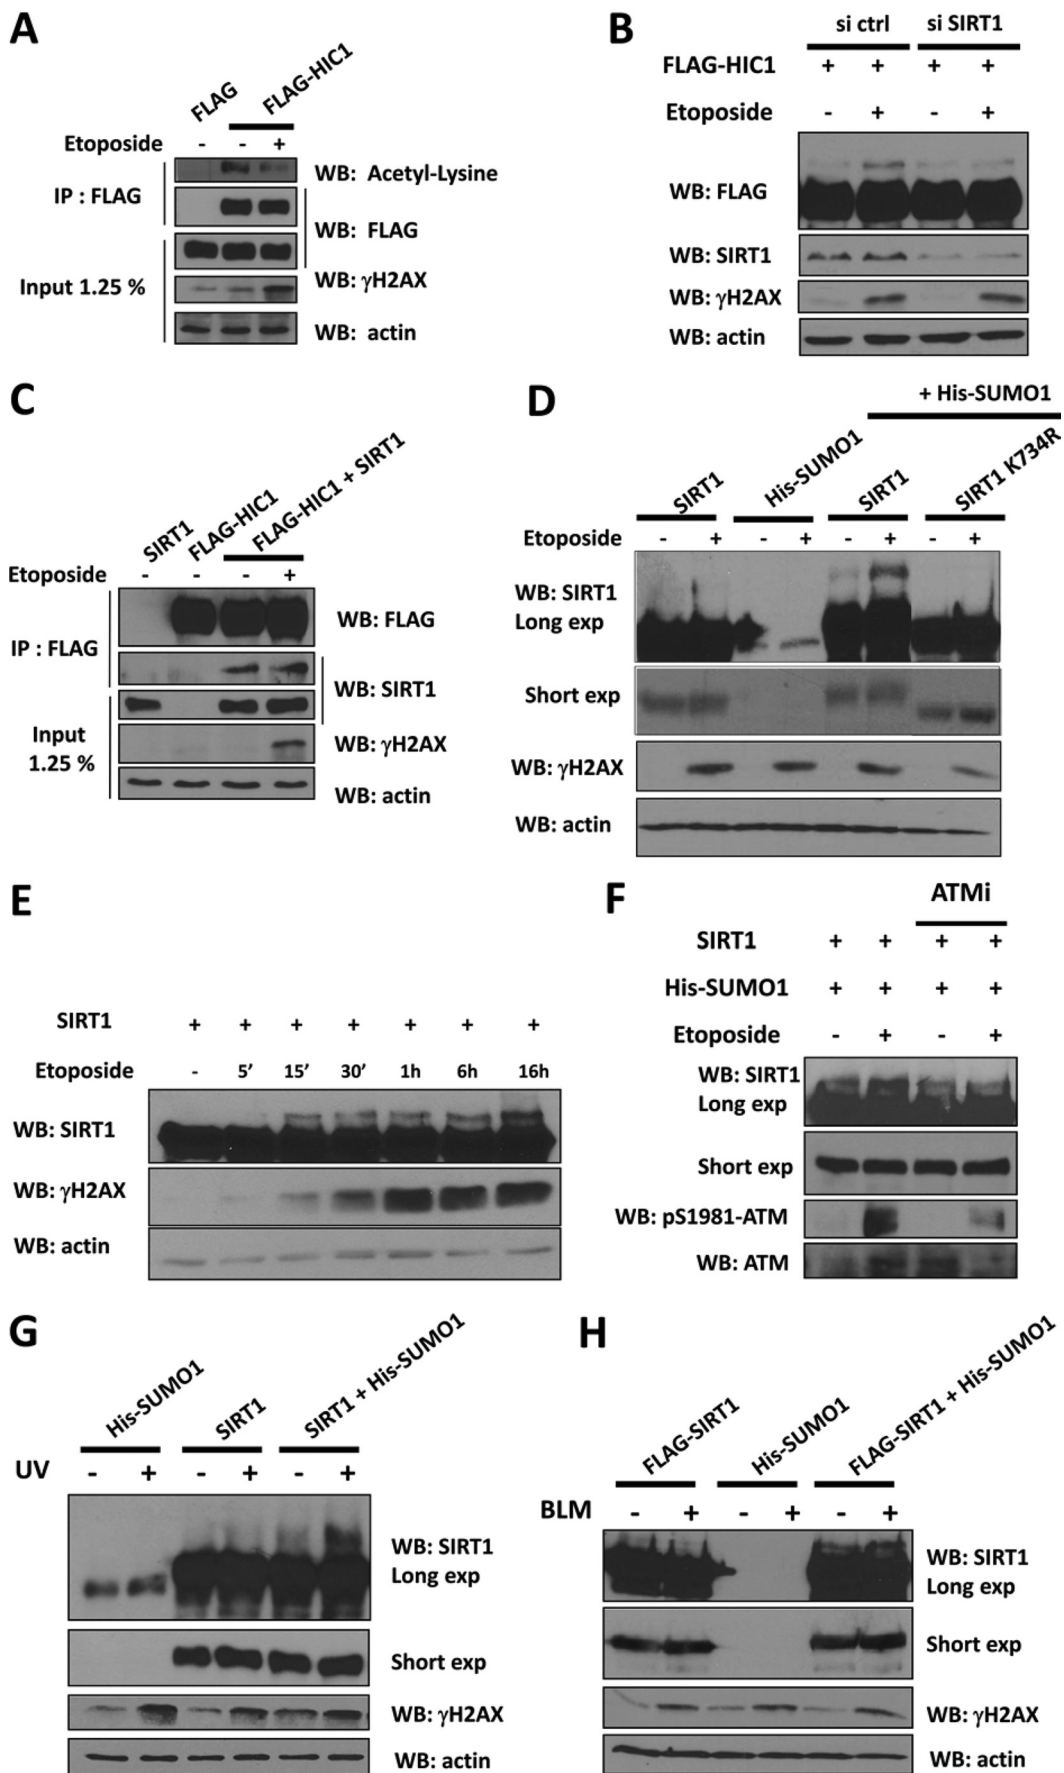 A
FLAG
FLAG-HIC1
Etoposide - - +
IP : FLAG
WB: Acetyl-Lysine
WB: FLAG
Input 1.25 %
WB: γH2AX
WB: actin
B
si ctrl si SIRT1
FLAG-HIC1 + + + +
Etoposide - + - +
WB: FLAG
WB: SIRT1
WB: γH2AX
WB: actin
C
SIRT1
FLAG-HIC1
FLAG-HIC1 + SIRT1
Etoposide - - - +
IP : FLAG
WB: FLAG
WB: SIRT1
Input
1.25 %
WB: γH2AX
WB: actin
D
+ His-SUMO1
SIRT1
His-SUMO1
SIRT1
SIRT1 K734R
Etoposide - + - + - + - +
WB: SIRT1
Long exp
Short exp
WB: γH2AX
WB: actin
E
SIRT1 + + + + + + +
Etoposide - 5’ 15’ 30’ 1h 6h 16h
WB: SIRT1
WB: γH2AX
WB: actin
F
ATMi
SIRT1 + + + +
His-SUMO1 + + + +
Etoposide - + - +
WB: SIRT1
Long exp
Short exp
WB: pS1981-ATM
WB: ATM
G
His-SUMO1
SIRT1
SIRT1 + His-SUMO1
UV - + - + - +
WB: SIRT1
Long exp
Short exp
WB: γH2AX
WB: actin
H
FLAG-SIRT1
His-SUMO1
FLAG-SIRT1 + His-SUMO1
BLM - + - + - +
WB: SIRT1
Long exp
Short exp
WB: γH2AX
WB: actin